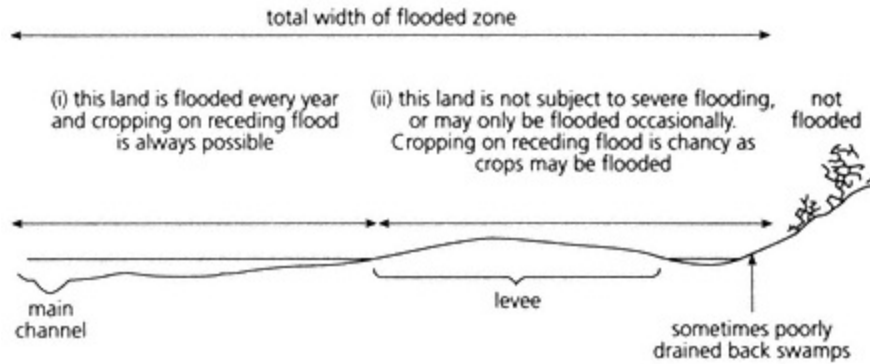 total width of flooded zone
(i) this land is flooded every year
and cropping on receding flood
is always possible
(ii) this land is not subject to severe flooding,
or may only be flooded occasionally.
Cropping on receding flood is chancy as
crops may be flooded
not
flooded
main
channel
levee
sometimes poorly
drained back swamps